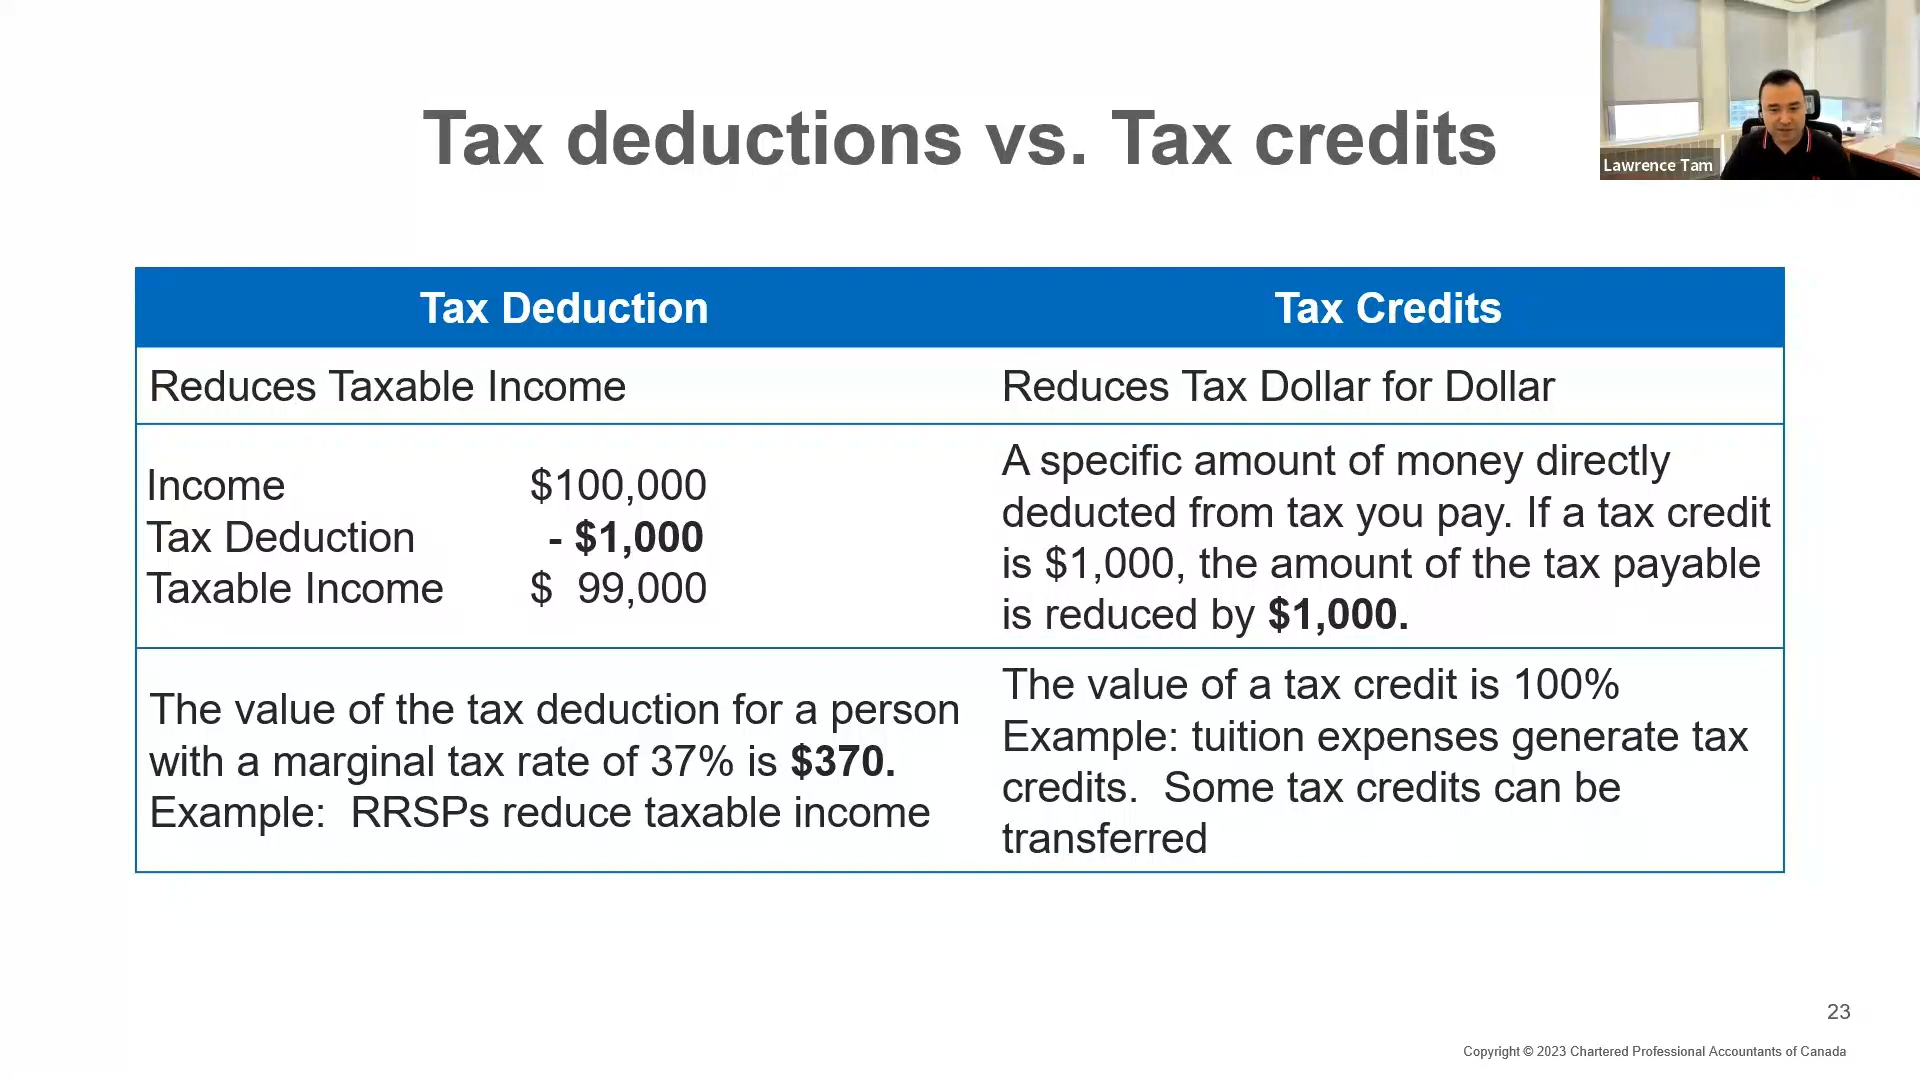 Tax deductions vs. Tax credits
Lawrence Tam
Tax Deduction
Tax Credits
Reduces Taxable Income
Reduces Tax Dollar for Dollar
Income $100,000
Tax Deduction - $1,000
Taxable Income $ 99,000
A specific amount of money directly
deducted from tax you pay. If a tax credit
is $1,000, the amount of the tax payable
is reduced by $1,000.
The value of the tax deduction for a person
with a marginal tax rate of 37% is $370.
Example: RRSPs reduce taxable income
The value of a tax credit is 100%
Example: tuition expenses generate tax
credits. Some tax credits can be
transferred
23
Copyright © 2023 Chartered Professional Accountants of Canada